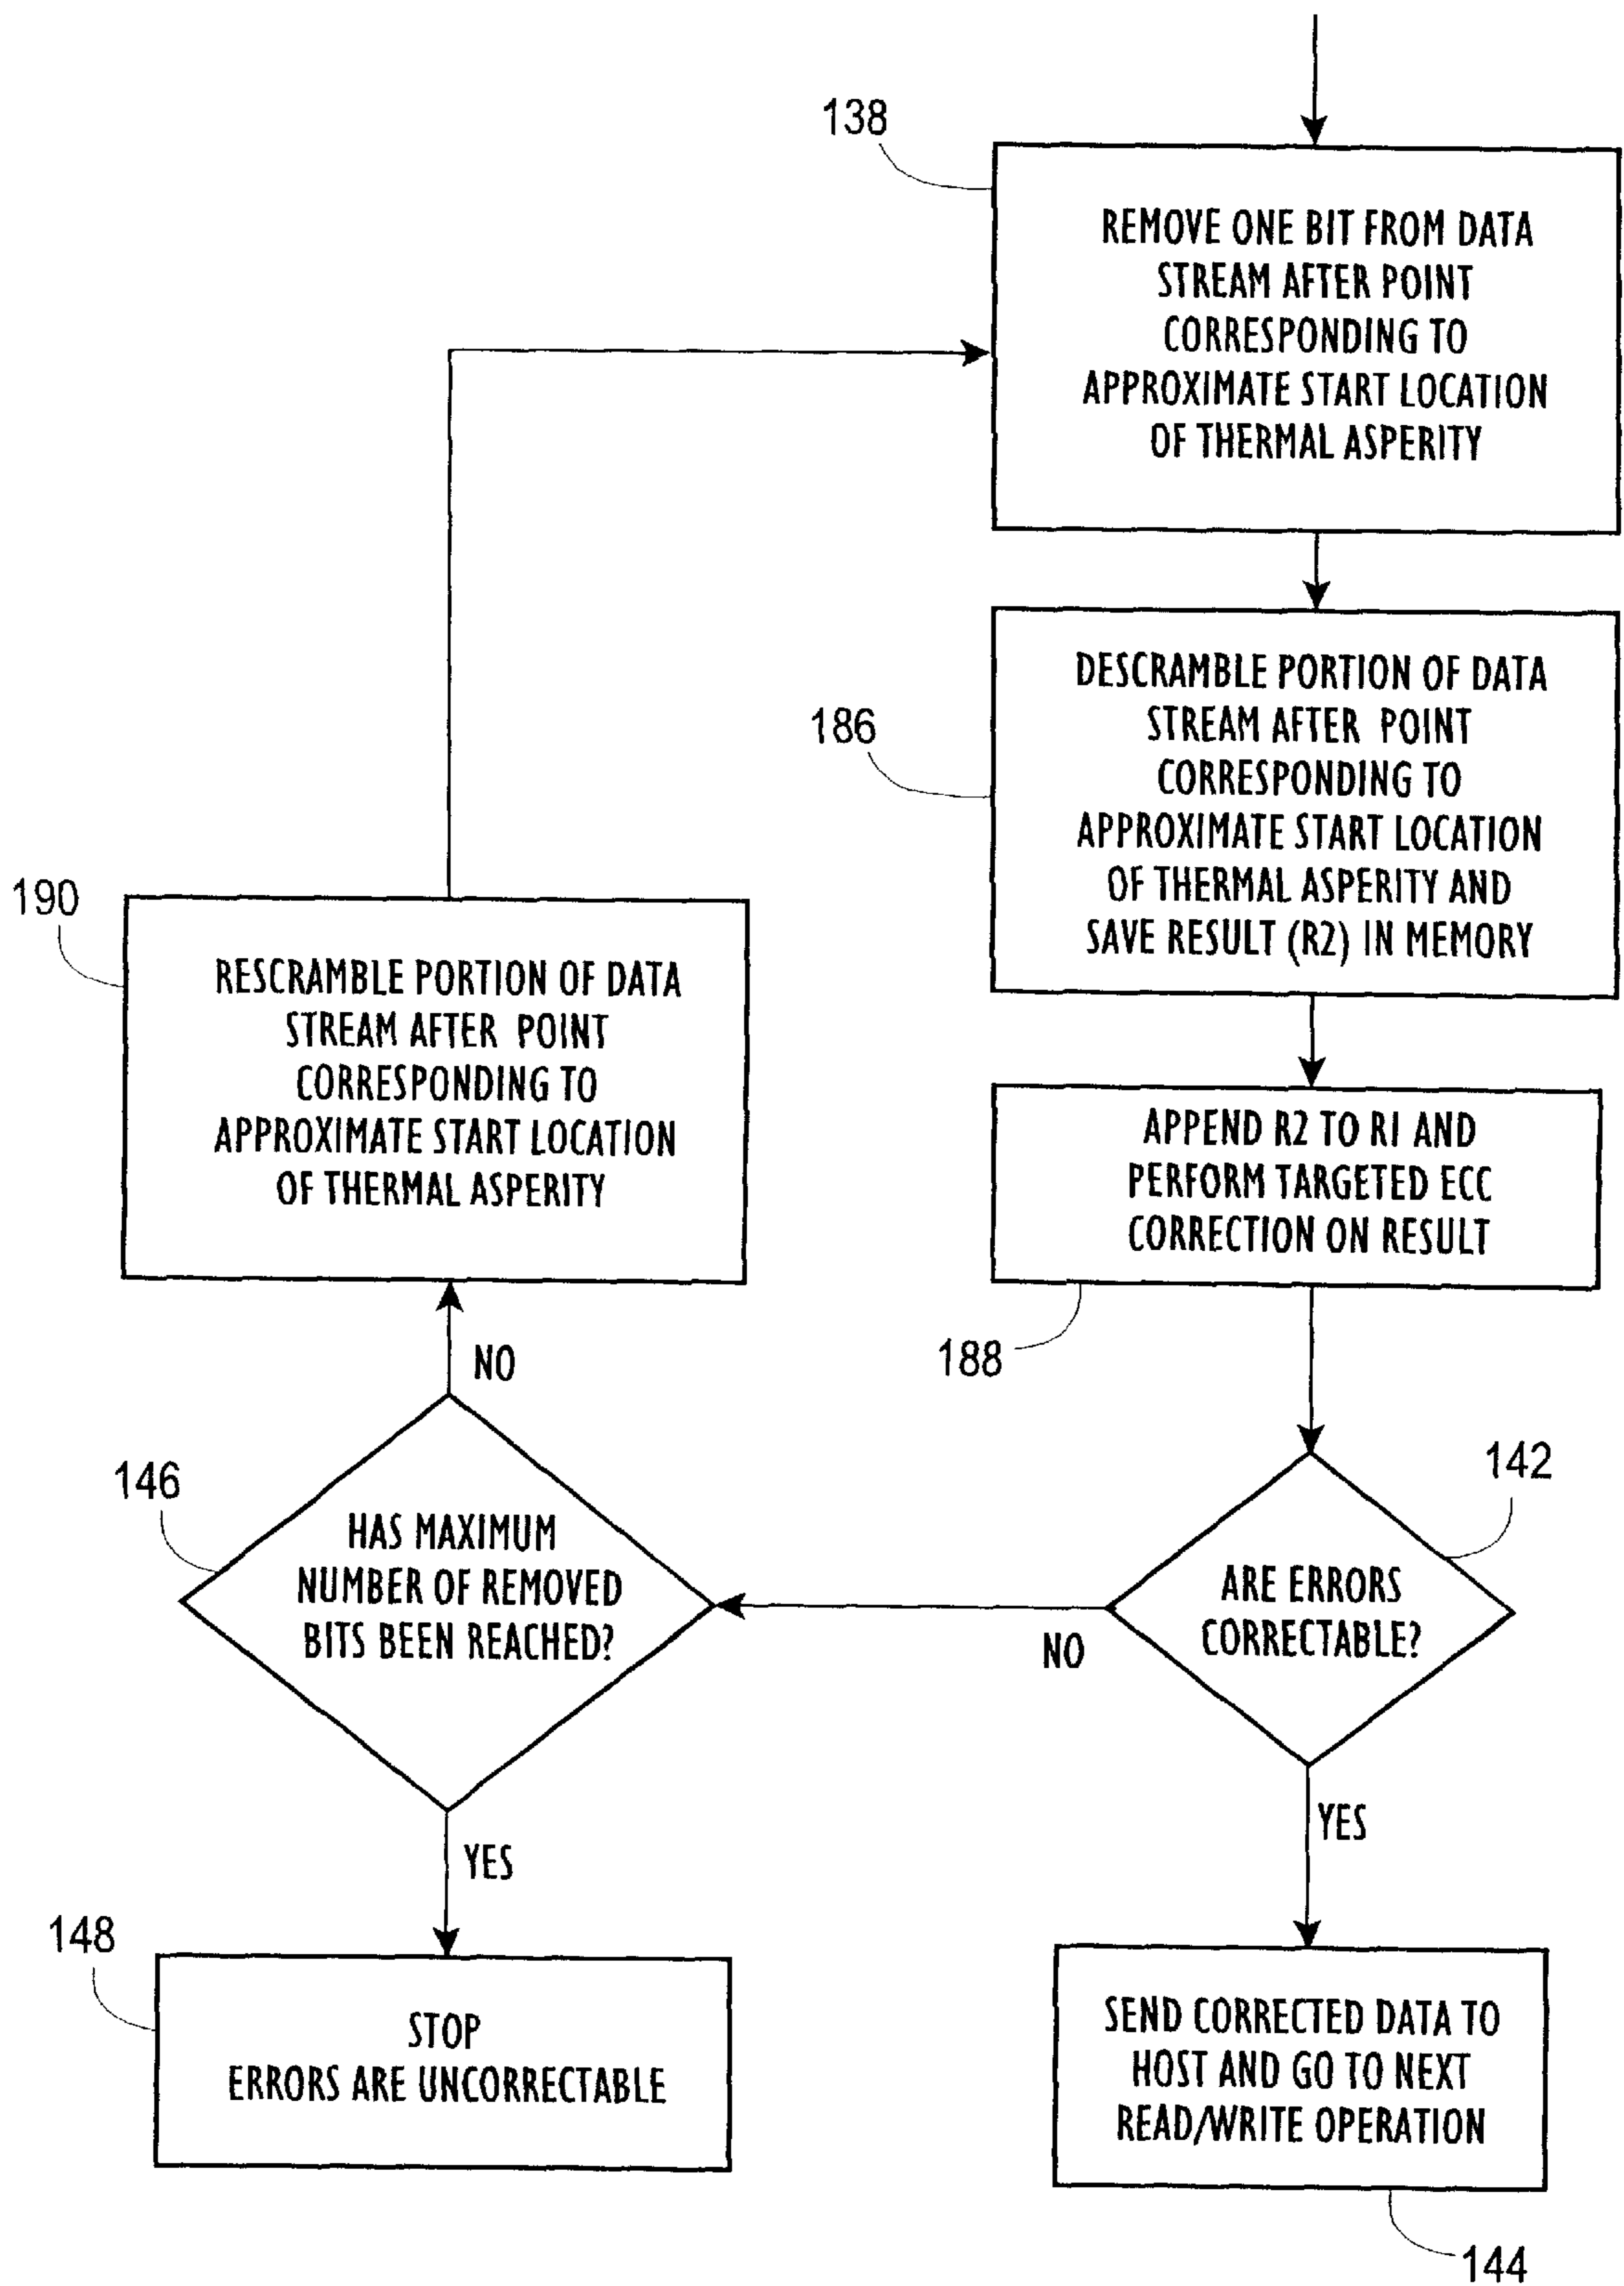 138
REMOVE ONE BIT FROM DATA
STREAM AFTER POINT
CORRESPONDING TO
APPROXIMATE START LOCATION
OF THERMAL ASPERITY
186
DESCRAMBLE PORTION OF DATA
STREAM AFTER POINT
CORRESPONDING TO
APPROXIMATE START LOCATION
OF THERMAL ASPERITY AND
SAVE RESULT (R2) IN MEMORY
190
RESCRAMBLE PORTION OF DATA
STREAM AFTER POINT
CORRESPONDING TO
APPROXIMATE START LOCATION
OF THERMAL ASPERITY
APPEND R2 TO R1 AND
PERFORM TARGETED ECC
CORRECTION ON RESULT
188
NO
146
HAS MAXIMUM
NUMBER OF REMOVED
BITS BEEN REACHED?
142
ARE ERRORS
CORRECTABLE?
NO
YES
YES
148
STOP
ERRORS ARE UNCORRECTABLE
SEND CORRECTED DATA TO
HOST AND GO TO NEXT
READ/WRITE OPERATION
144